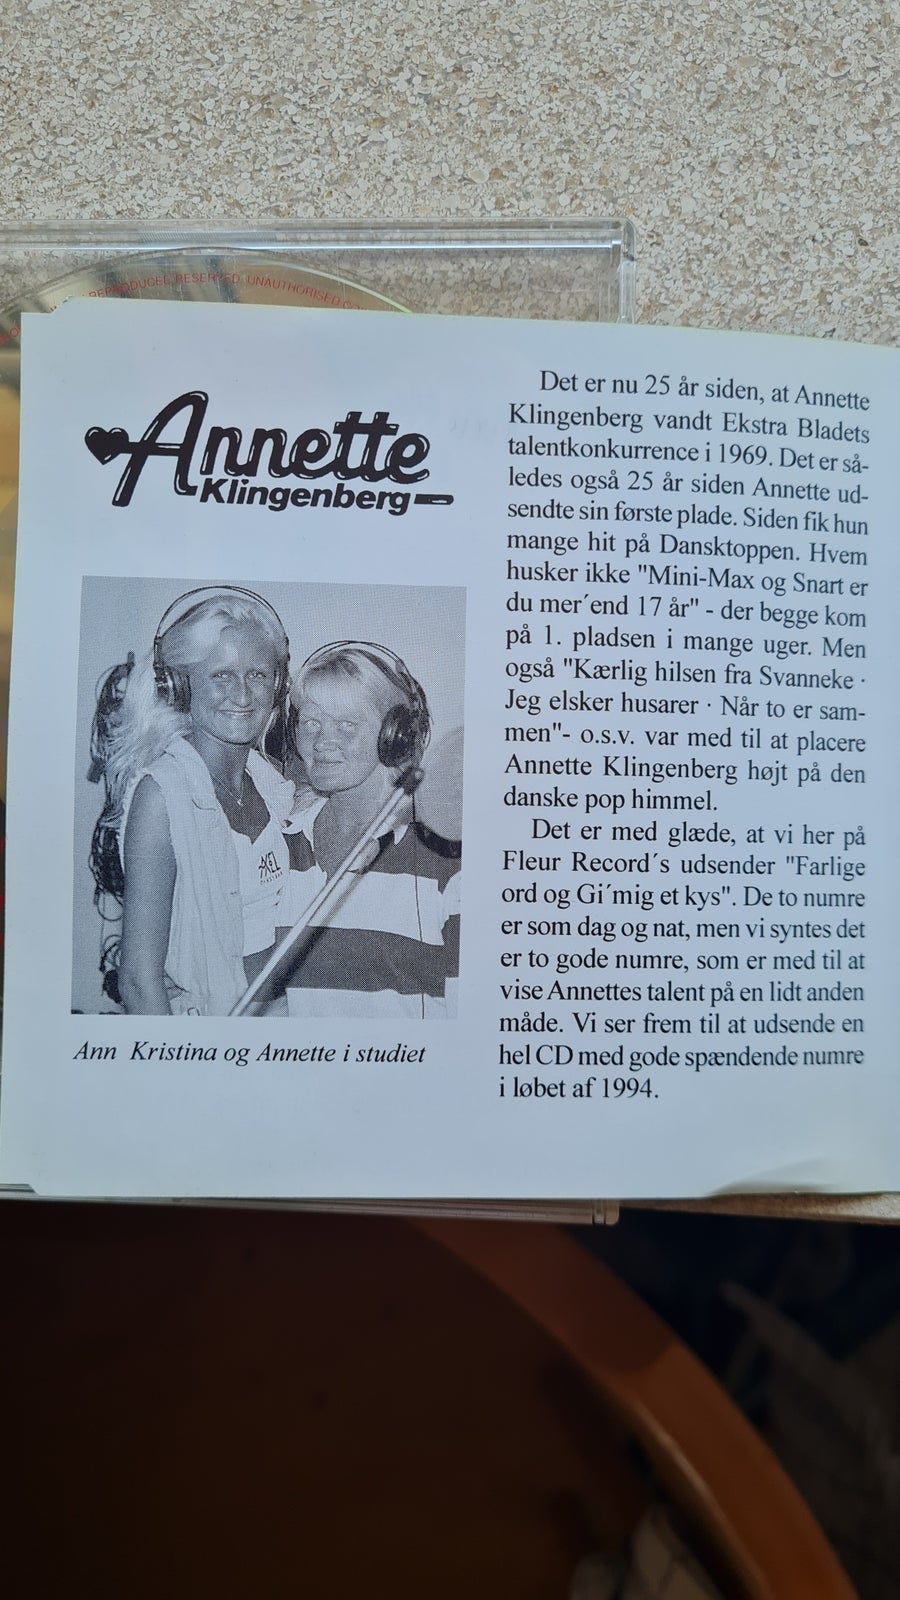 REPRODUCED RESERVED. UNAUTHORISED
Annette
Klingenberg
Det er nu 25 år siden, at Annette
Klingenberg vandt Ekstra Bladets
talentkonkurrence i 1969. Det er så-
ledes også 25 år siden Annette ud-
sendte sin første plade. Siden fik hun
mange hit på Dansktoppen. Hvem
husker ikke "Mini-Max og Snart er
du mer´end 17 år" - der begge kom
på 1. pladsen i mange uger. Men
også "Kærlig hilsen fra Svanneke ·
Jeg elsker husarer · Når to er sam-
men"- o.s.v. var med til at placere
Annette Klingenberg højt på den
danske pop himmel.
Det er med glæde, at vi her på
Fleur Record´s udsender "Farlige
ord og Gi´mig et kys". De to numre
er som dag og nat, men vi syntes det
er to gode numre, som er med til at
vise Annettes talent på en lidt anden
måde. Vi ser frem til at udsende en
hel CD med gode spændende numre
i løbet af 1994.
AXEL
Ann Kristina og Annette i studiet